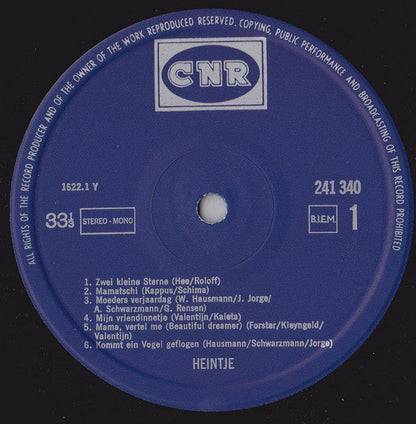 ALL RIGHTS OF THE RECORD PRODUCER AND OF THE OWNER OF THE WORK REPRODUCED RESERVED. COPYING, PUBLIC PERFORMANCE AND BROADCASTING OF THIS RECORD PROHIBITED
CNR
1622.1 Y
241 340
33⅓ STEREO - MONO
B.I.E.M. 1
1. Zwei kleine Sterne (Hee/Roloff)
2. Mamatschi (Kappus/Schima)
3. Moeders verjaardag (W. Hausmann/J. Jorge/
A. Schwarzmann/G. Rensen)
4. Mijn vriendinnetje (Valentijn/Kaleta)
5. Mama, vertel me (Beautiful dreamer) (Forster/Kleyngeld/
Valentijn)
6. Kommt ein Vogel geflogen (Hausmann/Schwarzmann/Jorge)
HEINTJE